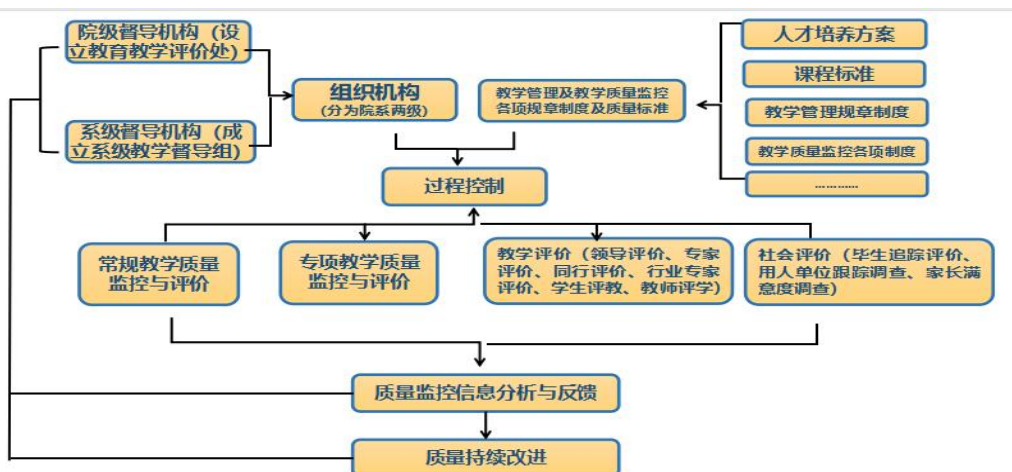 院级督导机构（设
立教育教学评价处）
系级督导机构（成
立系级教学督导组）
组织机构
(分为院系两级)
教学管理及教学质量监控
各项规章制度及质量标准
人才培养方案
课程标准
教学管理规章制度
教学质量监控各项制度
…………
过程控制
常规教学质量
监控与评价
专项教学质量
监控与评价
教学评价（领导评价、专家
评价、同行评价、行业专家
评价、学生评教、教师评学）
社会评价（毕生追踪评价、
用人单位跟踪调查、家长满
意度调查）
质量监控信息分析与反馈
质量持续改进